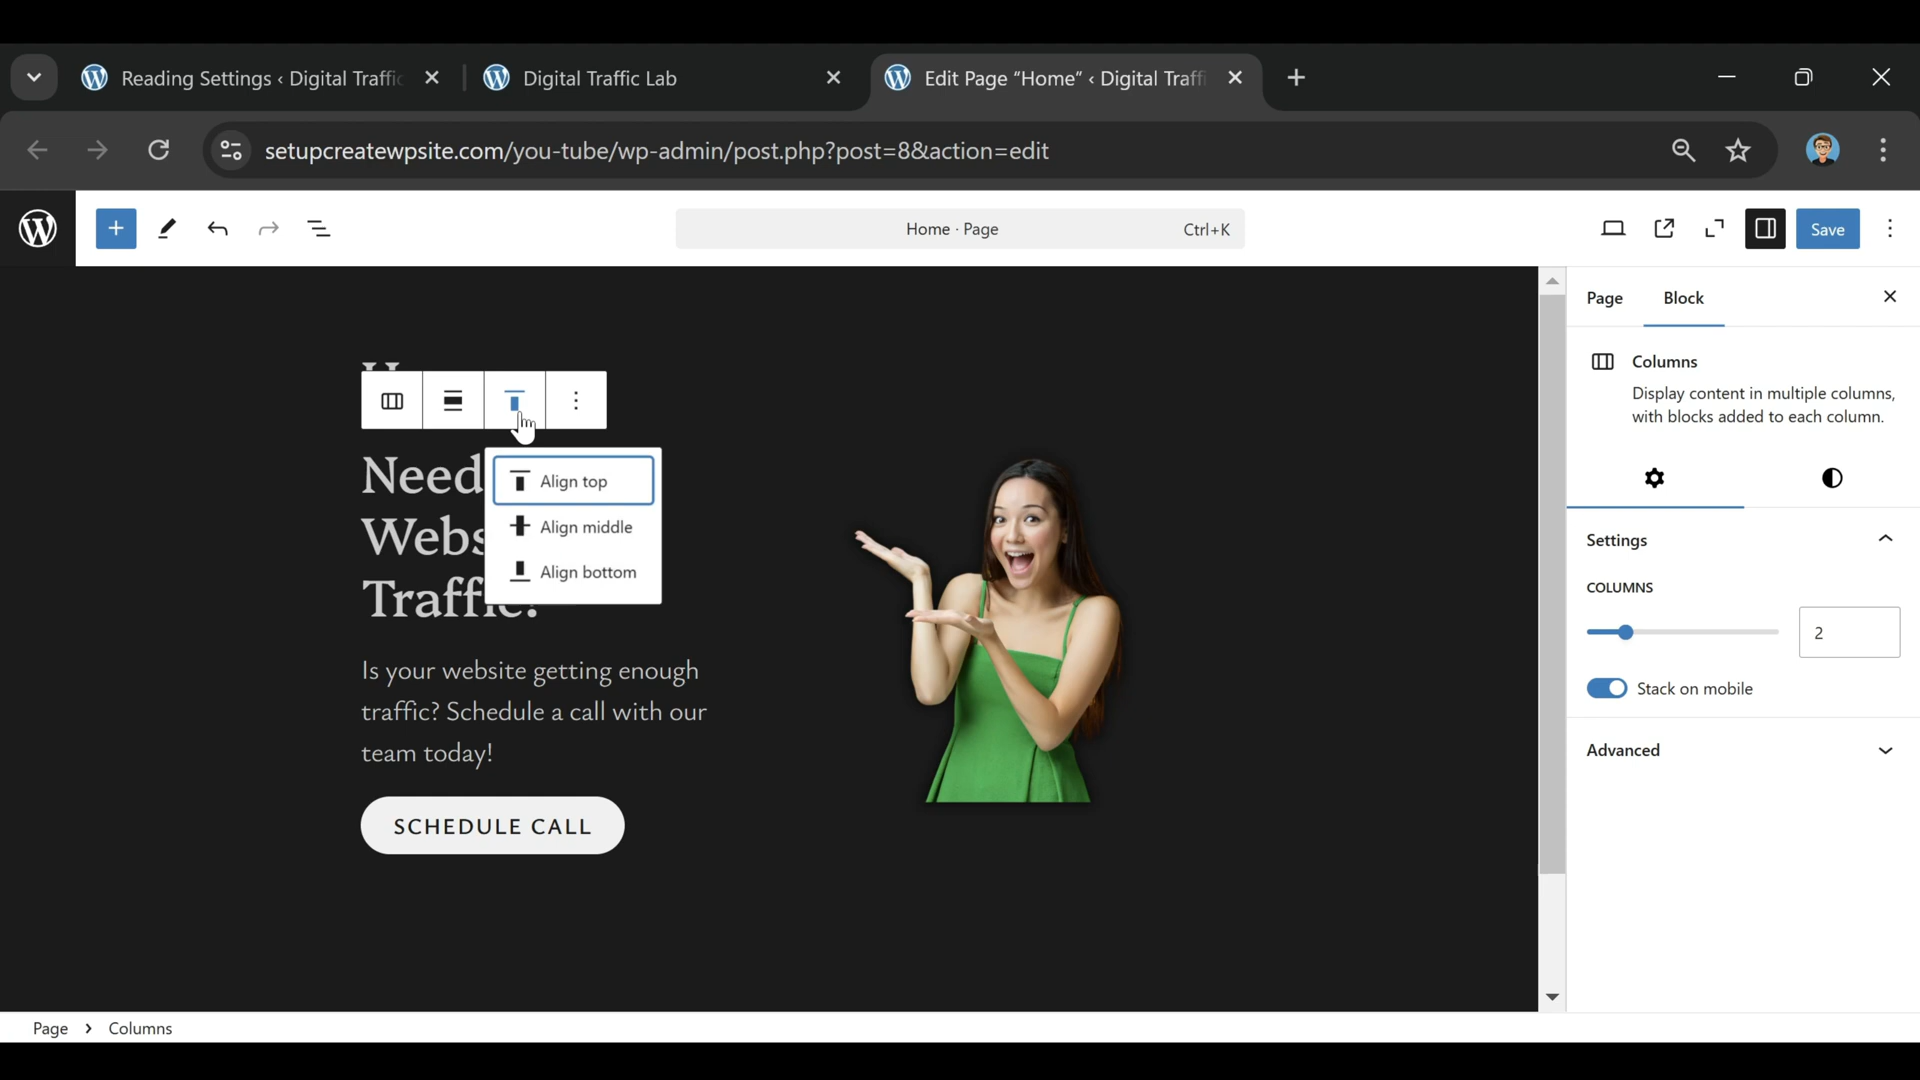 Reading Settings ‹ Digital Traffic
Digital Traffic Lab
Edit Page “Home” ‹ Digital Traffi
setupcreatewpsite.com/you-tube/wp-admin/post.php?post=8&action=edit
Home · Page
Ctrl+K
Save
Page
Block
Columns
Display content in multiple columns,
with blocks added to each column.
Need
Align top
Align middle
Align bottom
Traffic?
Is your website getting enough
traffic? Schedule a call with our
team today!
SCHEDULE CALL
Settings
COLUMNS
2
Stack on mobile
Advanced
Page
Columns